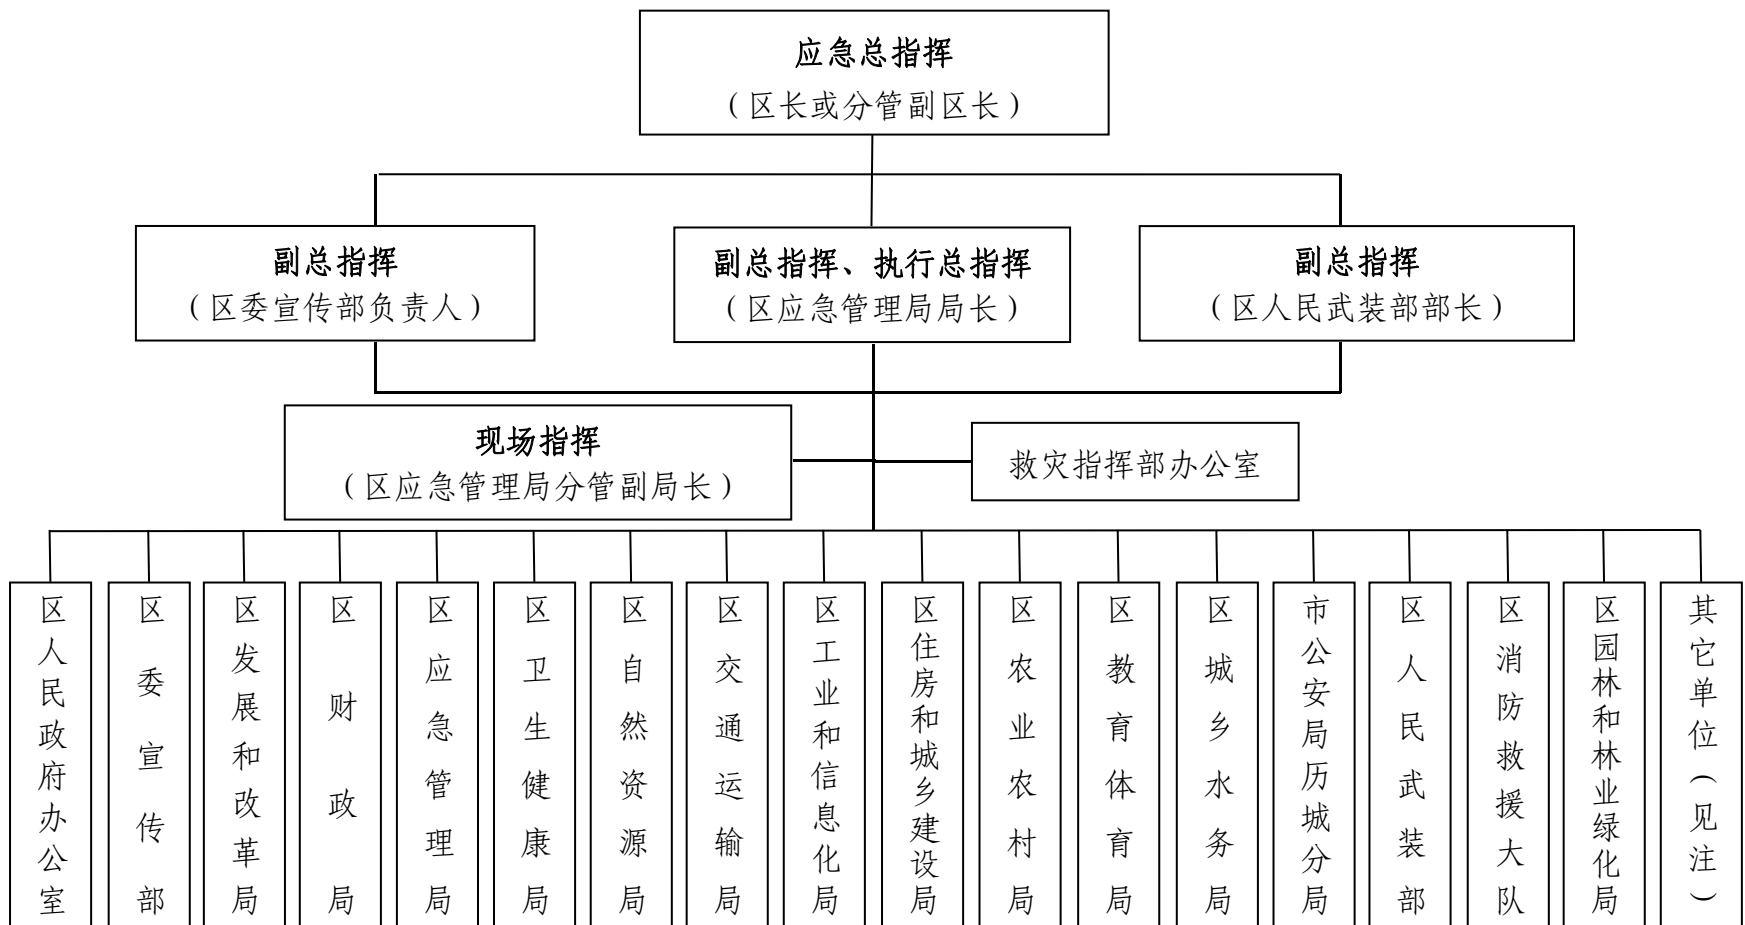 应急总指挥
（区长或分管副区长）
副总指挥
（区委宣传部负责人）
副总指挥、执行总指挥
（区应急管理局局长）
副总指挥
（区人民武装部部长）
现场指挥
（区应急管理局分管副局长）
救灾指挥部办公室
区人民政府办公室
区委宣传部
区发展和改革局
区财政局
区应急管理局
区卫生健康局
区自然资源局
区交通运输局
区工业和信息化局
区住房和城乡建设局
区农业农村局
区教育体育局
区城乡水务局
市公安局历城分局
区人民武装部
区消防救援大队
区园林和林业绿化局
其它单位（见注）